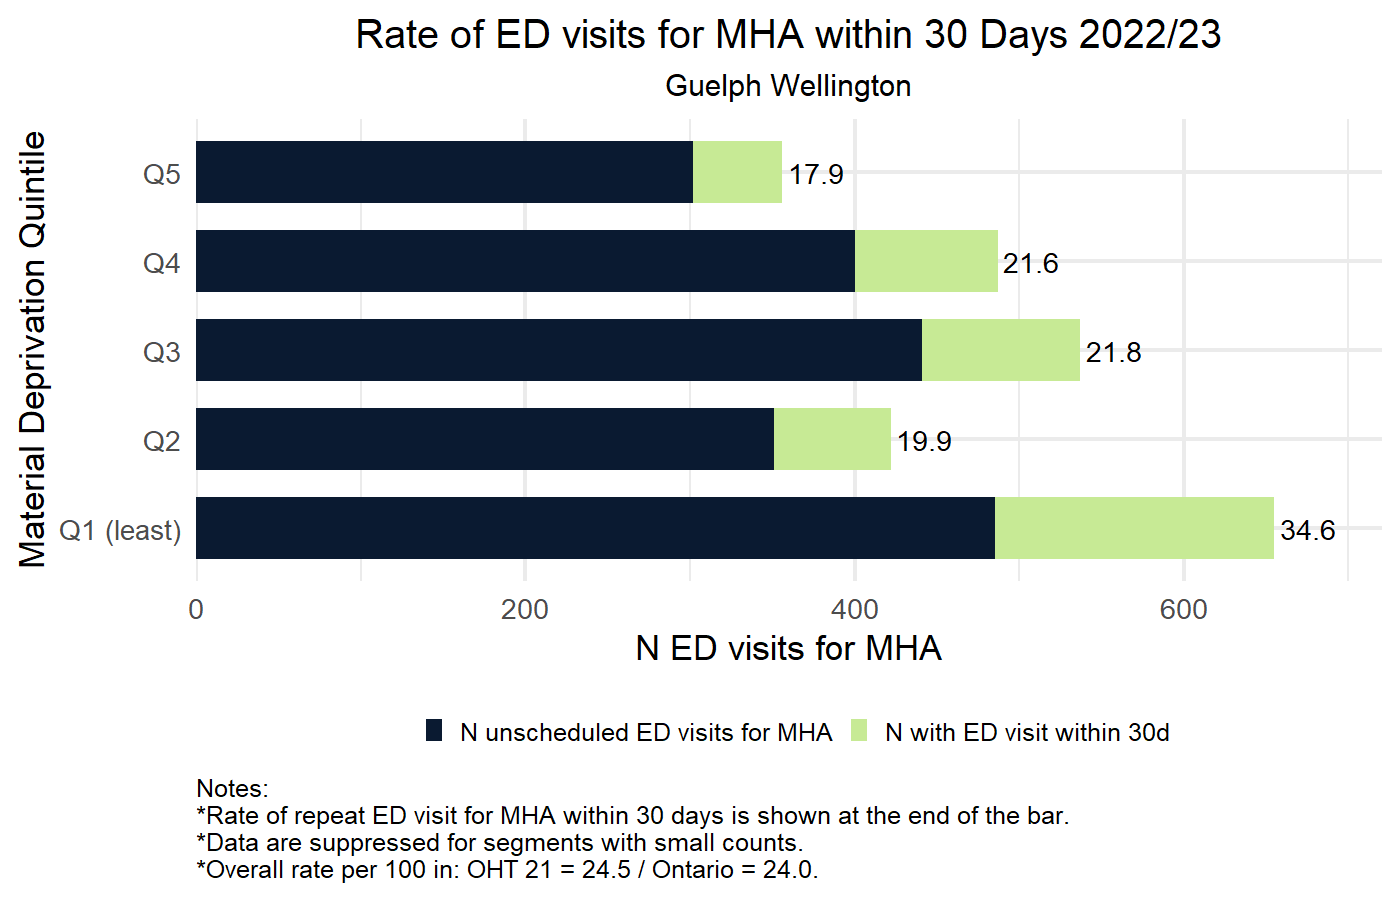 Rate of ED visits for MHA within 30 Days 2022/23
Guelph Wellington
Material Deprivation Quintile
Q5
17.9
Q4
21.6
Q3
21.8
Q2
19.9
Q1 (least)
34.6
0 200 400 600
N ED visits for MHA
N unscheduled ED visits for MHA N with ED visit within 30d
Notes:
*Rate of repeat ED visit for MHA within 30 days is shown at the end of the bar.
*Data are suppressed for segments with small counts.
*Overall rate per 100 in: OHT 21 = 24.5 / Ontario = 24.0.